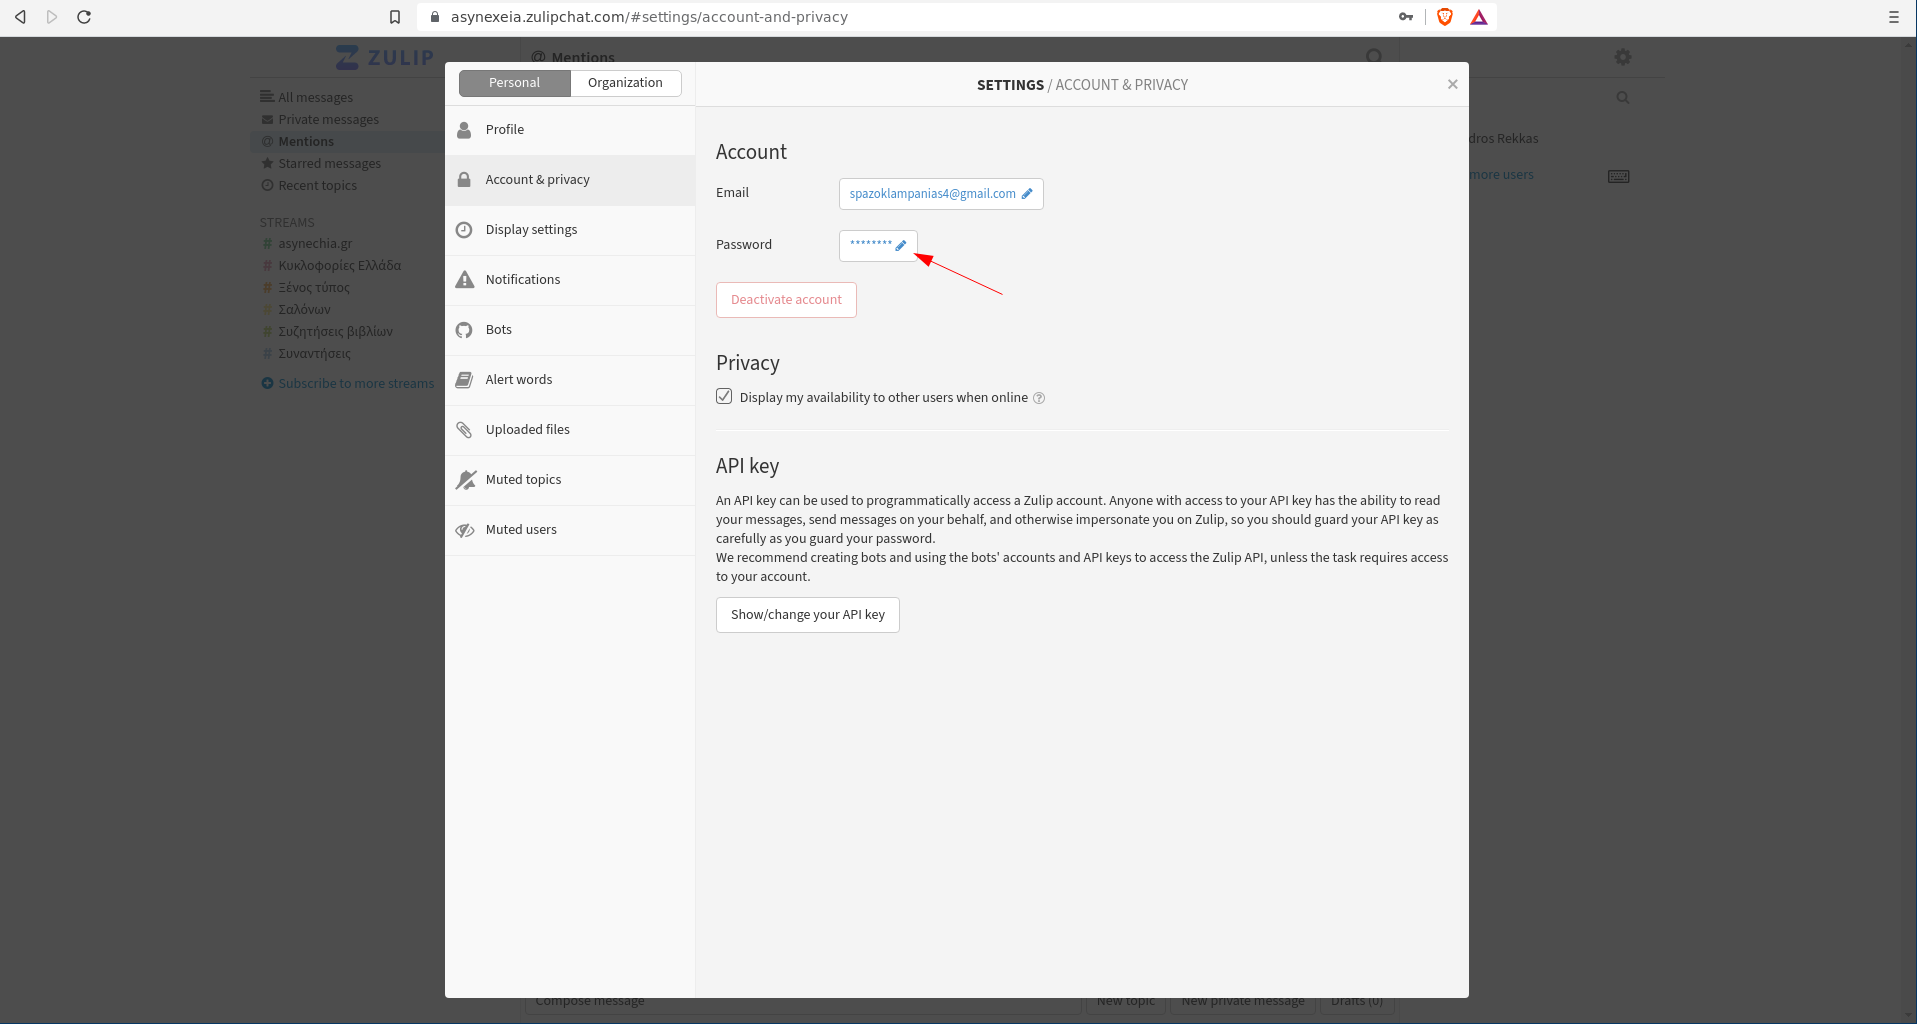 asynexeia.zulipchat.com/#settings/account-and-privacy
ZULIP
@ Mentions
All messages
Private messages
Mentions
Starred messages
Recent topics
STREAMS
# asynechia.gr
# Κυκλοφορίες Ελλάδα
# Ξένος τύπος
# Σαλόνων
# Συζητήσεις βιβλίων
# Συναντήσεις
Subscribe to more streams
Personal
Organization
Profile
Account & privacy
Display settings
Notifications
Bots
Alert words
Uploaded files
Muted topics
Muted users
SETTINGS / ACCOUNT & PRIVACY
×
Account
Email
spazoklampanias4@gmail.com
Password
********
Deactivate account
Privacy
Display my availability to other users when online
API key
An API key can be used to programmatically access a Zulip account. Anyone with access to your API key has the ability to read
your messages, send messages on your behalf, and otherwise impersonate you on Zulip, so you should guard your API key as
carefully as you guard your password.
We recommend creating bots and using the bots' accounts and API keys to access the Zulip API, unless the task requires access
to your account.
Show/change your API key
dros Rekkas
more users
Compose message
New topic
New private message
Drafts (0)